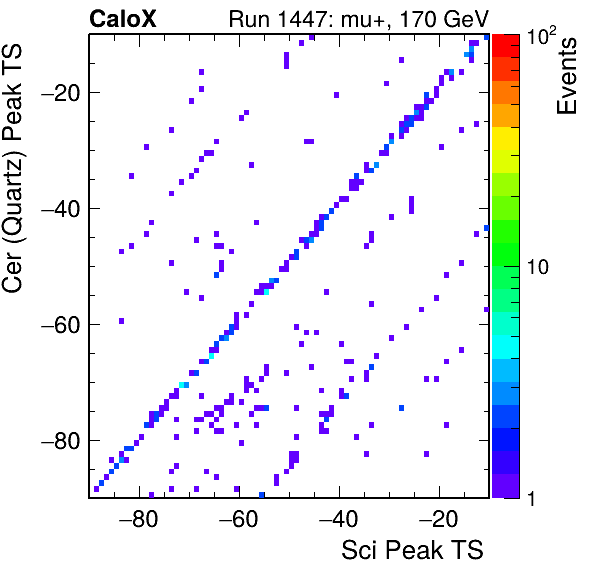 CaloX Run 1447: mu+, 170 GeV
Cer (Quartz) Peak TS
−20
−40
−60
−80
−80 −60 −40 −20
Sci Peak TS
10²
10
1
Events